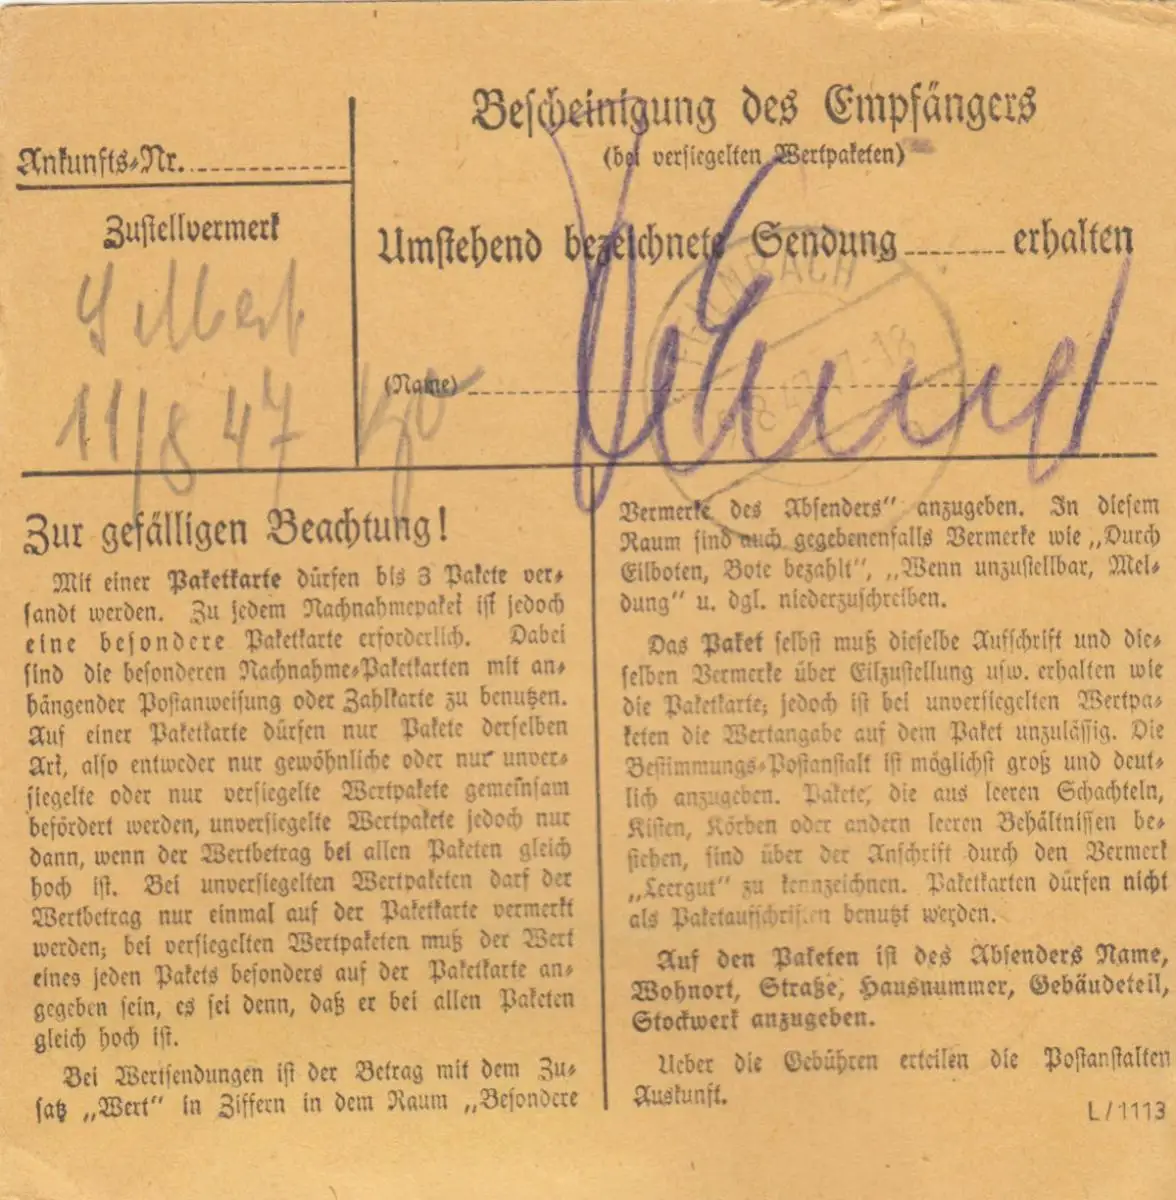 Ankunfts-Nr.
Zustellvermerk
11/8 47
Bescheinigung des Empfängers
(bei versiegelten Wertpaketen)
Umstehend bezeichnete Sendung ........ erhalten
(Name)
Zur gefälligen Beachtung!
Mit einer Paketkarte dürfen bis 3 Pakete ver-
sandt werden. Zu jedem Nachnahmepaket ist jedoch
eine besondere Paketkarte erforderlich. Dabei
sind die besonderen Nachnahme-Paketkarten mit an-
hängender Postanweisung oder Zahlkarte zu benutzen.
Auf einer Paketkarte dürfen nur Pakete derselben
Art, also entweder nur gewöhnliche oder nur unver-
siegelte oder nur versiegelte Wertpakete gemeinsam
befördert werden, unversiegelte Wertpakete jedoch nur
dann, wenn der Wertbetrag bei allen Paketen gleich
hoch ist. Bei unversiegelten Wertpaketen darf der
Wertbetrag nur einmal auf der Paketkarte vermerkt
werden; bei versiegelten Wertpaketen muß der Wert
eines jeden Pakets besonders auf der Paketkarte an-
gegeben sein, es sei denn, daß er bei allen Paketen
gleich hoch ist.
Bei Wertsendungen ist der Betrag mit dem Zu-
satz „Wert" in Ziffern in dem Raum „Besondere
Vermerke des Absenders" anzugeben. In diesem
Raum sind auch gegebenenfalls Vermerke wie „Durch
Eilboten, Bote bezahlt", „Wenn unzustellbar, Mel-
dung" u. dgl. niederzuschreiben.
Das Paket selbst muß dieselbe Aufschrift und die-
selben Vermerke über Eilzustellung usw. erhalten wie
die Paketkarte; jedoch ist bei unversiegelten Wertpa-
keten die Wertangabe auf dem Paket unzulässig. Die
Bestimmungs-Postanstalt ist möglichst groß und deut-
lich anzugeben. Pakete, die aus leeren Schachteln,
Kisten, Körben oder andern leeren Behältnissen be-
stehen, sind über der Anschrift durch den Vermerk
„Leergut" zu kennzeichnen. Paketkarten dürfen nicht
als Paketaufschriften benutzt werden.
Auf den Paketen ist des Absenders Name,
Wohnort, Straße, Hausnummer, Gebäudeteil,
Stockwerk anzugeben.
Ueber die Gebühren erteilen die Postanstalten
Auskunft.
L/1113